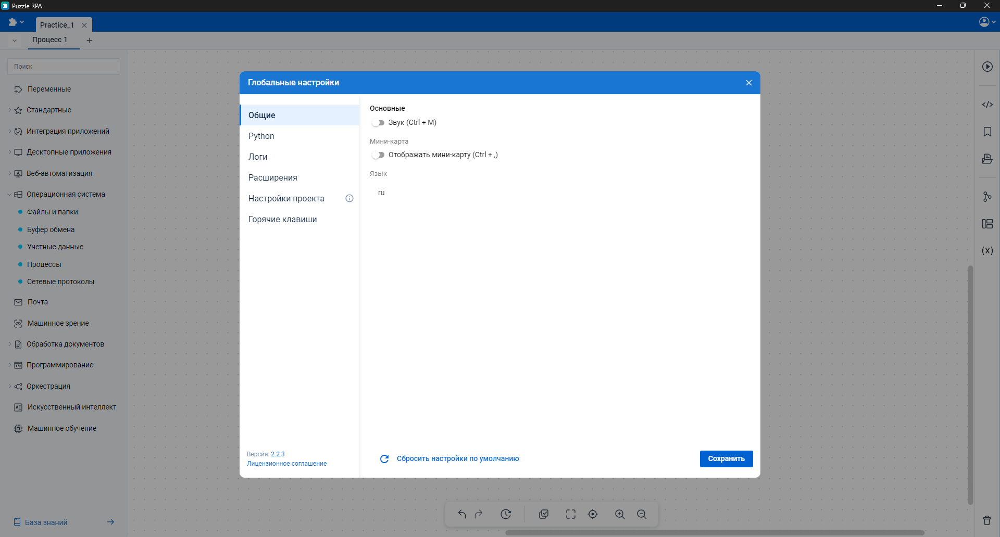 Puzzle RPA
Practice_1
Процесс 1
Поиск
Переменные
Стандартные
Интеграция приложений
Десктопные приложения
Веб-автоматизация
Операционная система
Файлы и папки
Буфер обмена
Учетные данные
Процессы
Сетевые протоколы
Почта
Машинное зрение
Обработка документов
Программирование
Оркестрация
AI Искусственный интеллект
Машинное обучение
База знаний
Глобальные настройки
Общие
Python
Логи
Расширения
Настройки проекта
Горячие клавиши
Версия: 2.2.3
Лицензионное соглашение
Основные
Звук (Ctrl + M)
Мини-карта
Отображать мини-карту (Ctrl + ,)
Язык
ru
Сбросить настройки по умолчанию
Сохранить
(x)